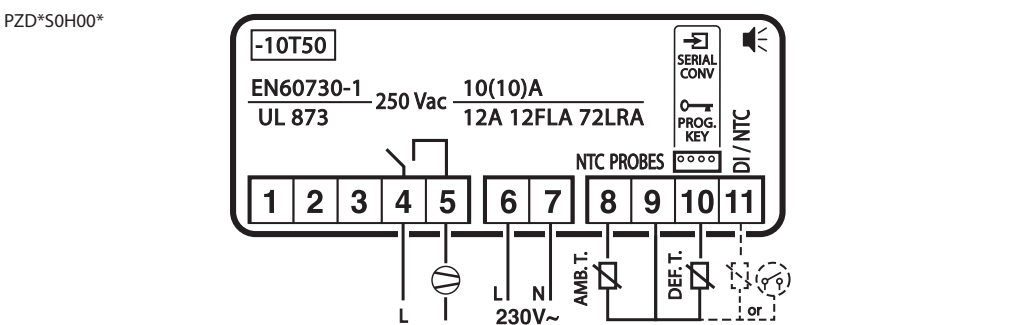 PZD*S0H00*
-10T50
SERIAL
CONV
EN60730-1
UL 873
250 Vac
10(10)A
12A 12FLA 72LRA
PROG.
KEY
DI / NTC
NTC PROBES
1 2 3 4 5 6 7 8 9 10 11
AMB. T.
DEF. T.
L
L N
230V~
or